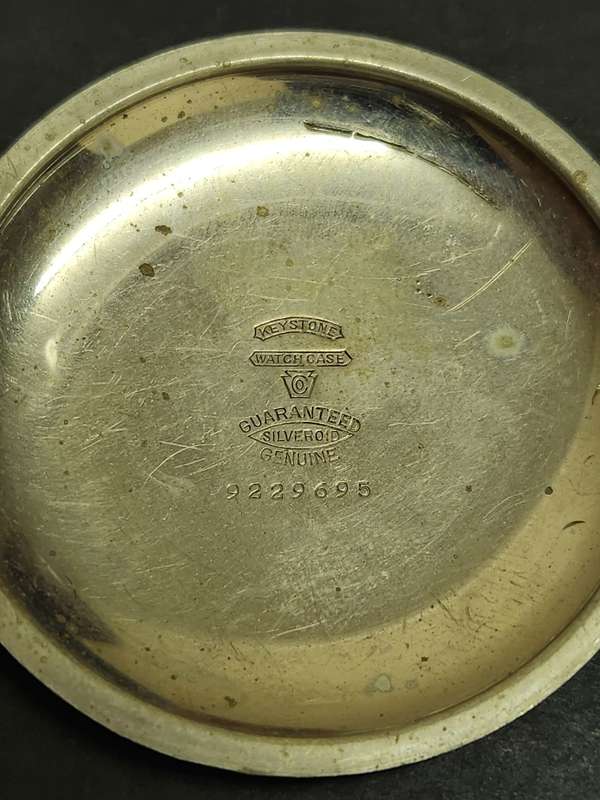 KEYSTONE
WATCH CASE
O
GUARANTEED
SILVEROID
GENUINE
9229695